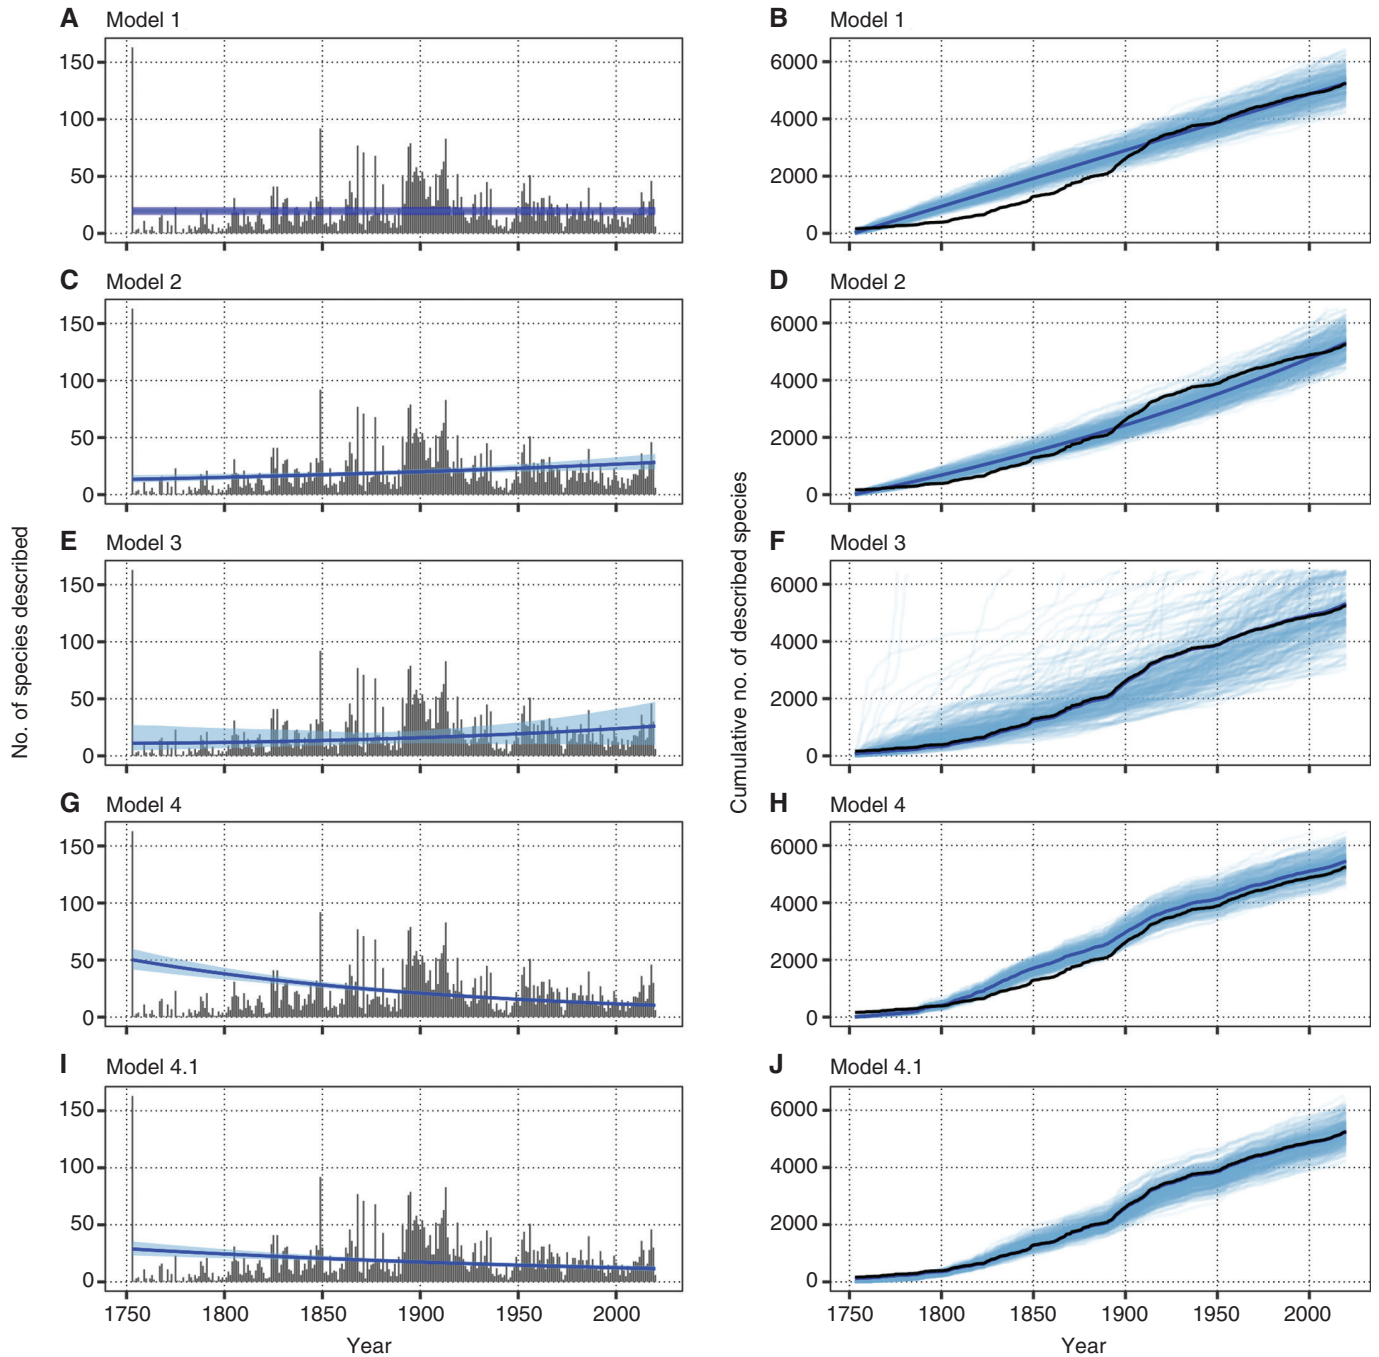 A Model 1
150
100
50
0
B Model 1
6000
4000
2000
0
C Model 2
150
100
50
0
D Model 2
6000
4000
2000
0
E Model 3
150
100
50
0
F Model 3
6000
4000
2000
0
G Model 4
150
100
50
0
H Model 4
6000
4000
2000
0
I Model 4.1
150
100
50
0
1750 1800 1850 1900 1950 2000
Year
J Model 4.1
6000
4000
2000
0
1750 1800 1850 1900 1950 2000
Year
No. of species described
Cumulative no. of described species